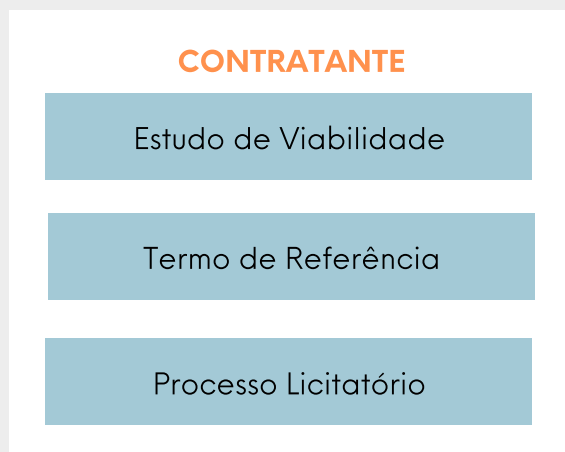 CONTRATANTE
Estudo de Viabilidade
Termo de Referência
Processo Licitatório